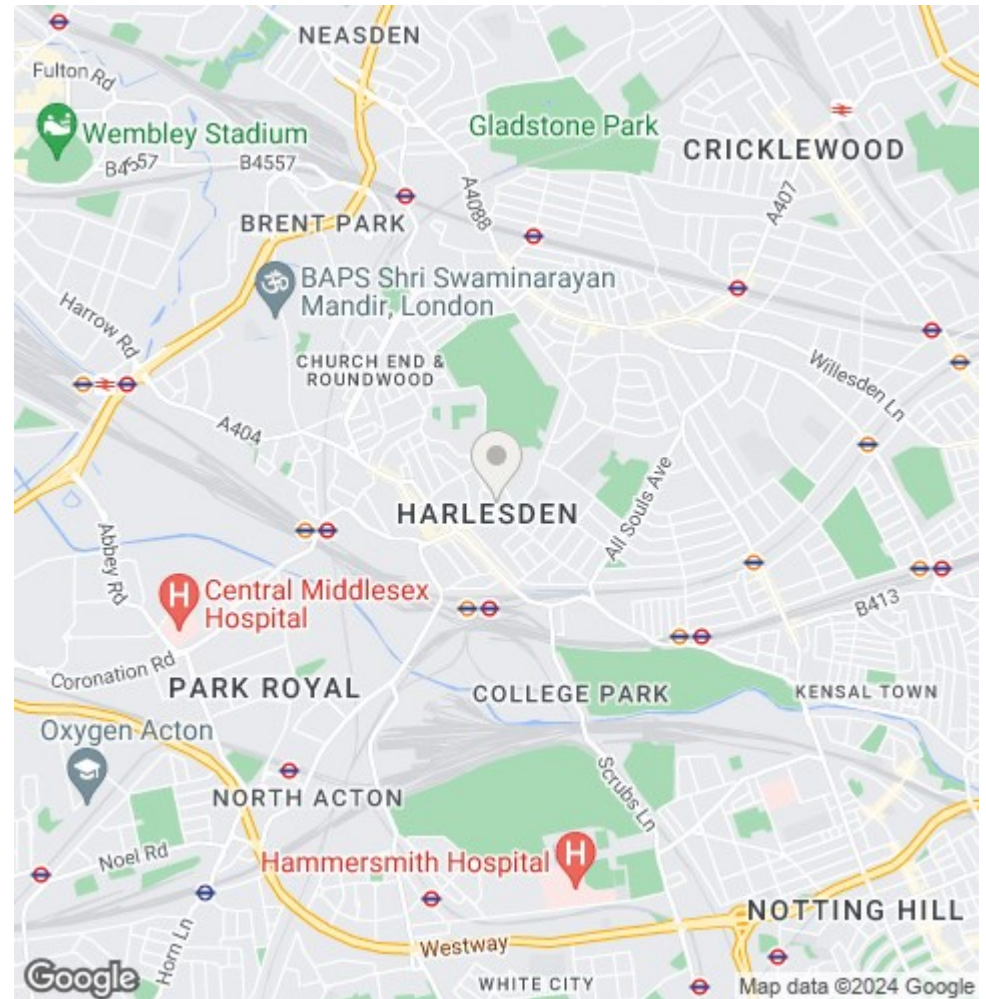 NEASDEN
Fulton Rd
Wembley Stadium
Gladstone Park
CRICKLEWOOD
B4557
B4557
A4088
A407
BRENT PARK
BAPS Shri Swaminarayan
Mandir, London
Harrow Rd
CHURCH END &
ROUNDWOOD
Willesden Ln
A404
HARLESDEN
All Souls Ave
Abbey Rd
Central Middlesex
Hospital
H
B413
Coronation Rd
PARK ROYAL
COLLEGE PARK
KENSAL TOWN
Oxygen Acton
Scrubs Ln
NORTH ACTON
Noel Rd
Hammersmith Hospital
H
Horn Ln
NOTTING HILL
Westway
WHITE CITY
Google
Map data ©2024 Google